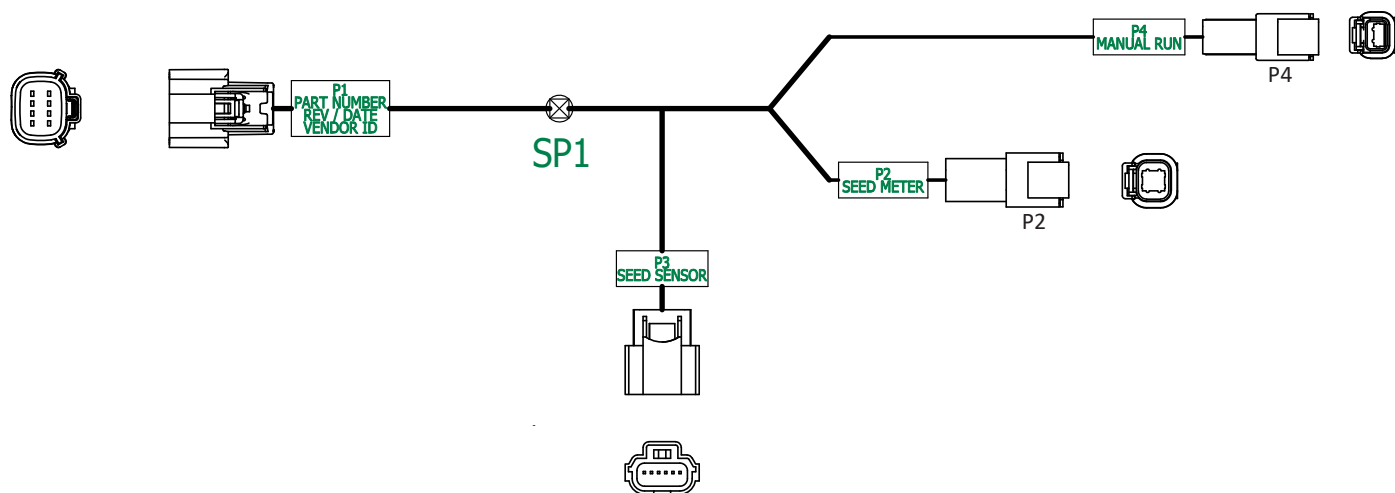 P4
MANUAL RUN
P4
P1
PART NUMBER
REV / DATE
VENDOR ID
SP1
P2
SEED METER
P2
P3
SEED SENSOR